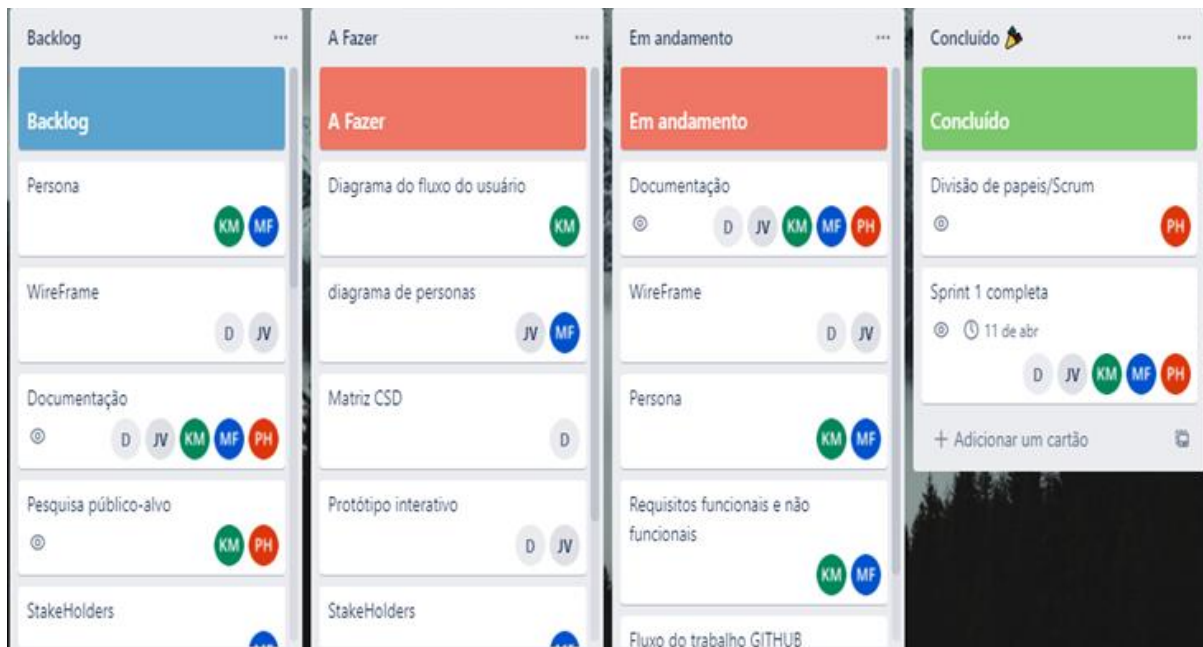 Backlog
Backlog
Persona
KM MF
WireFrame
D JV
Documentação
D JV KM MF PH
Pesquisa público-alvo
KM PH
StakeHolders
MF
A Fazer
A Fazer
Diagrama do fluxo do usuário
KM
diagrama de personas
JV MF
Matriz CSD
D
Protótipo interativo
D JV
StakeHolders
MF
Em andamento
Em andamento
Documentação
D JV KM MF PH
WireFrame
D JV
Persona
KM MF
Requisitos funcionais e não
funcionais
KM MF
Fluxo do trabalho GITHUB
Concluído
Concluído
Divisão de papeis/Scrum
PH
Sprint 1 completa
11 de abr
D JV KM MF PH
+ Adicionar um cartão